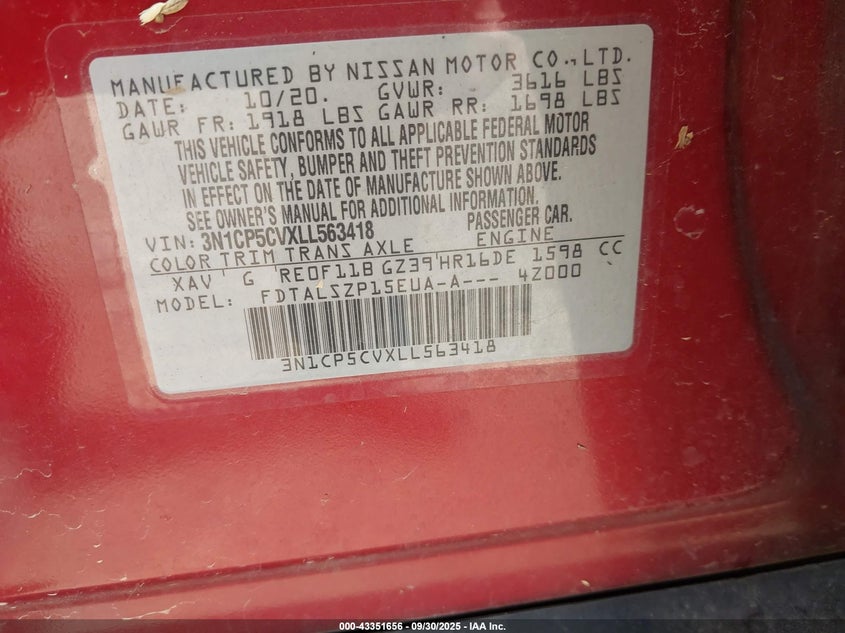 MANUFACTURED BY NISSAN MOTOR CO., LTD.
DATE: 10/20. GVWR: 3616 LBS
GAWR FR: 1918 LBS GAWR RR: 1698 LBS
THIS VEHICLE CONFORMS TO ALL APPLICABLE FEDERAL MOTOR
VEHICLE SAFETY, BUMPER AND THEFT PREVENTION STANDARDS
IN EFFECT ON THE DATE OF MANUFACTURE SHOWN ABOVE.
SEE OWNER'S MANUAL FOR ADDITIONAL INFORMATION.
VIN: 3N1CP5CVXLL563418 PASSENGER CAR.
COLOR TRIM TRANS AXLE ENGINE
XAV G RE0F11B GZ39 HR16DE 1598 CC
MODEL: FDTALSZP15EUA-A--- 4Z000
3N1CP5CVXLL563418
000-43351656 - 09/30/2025 - IAA Inc.